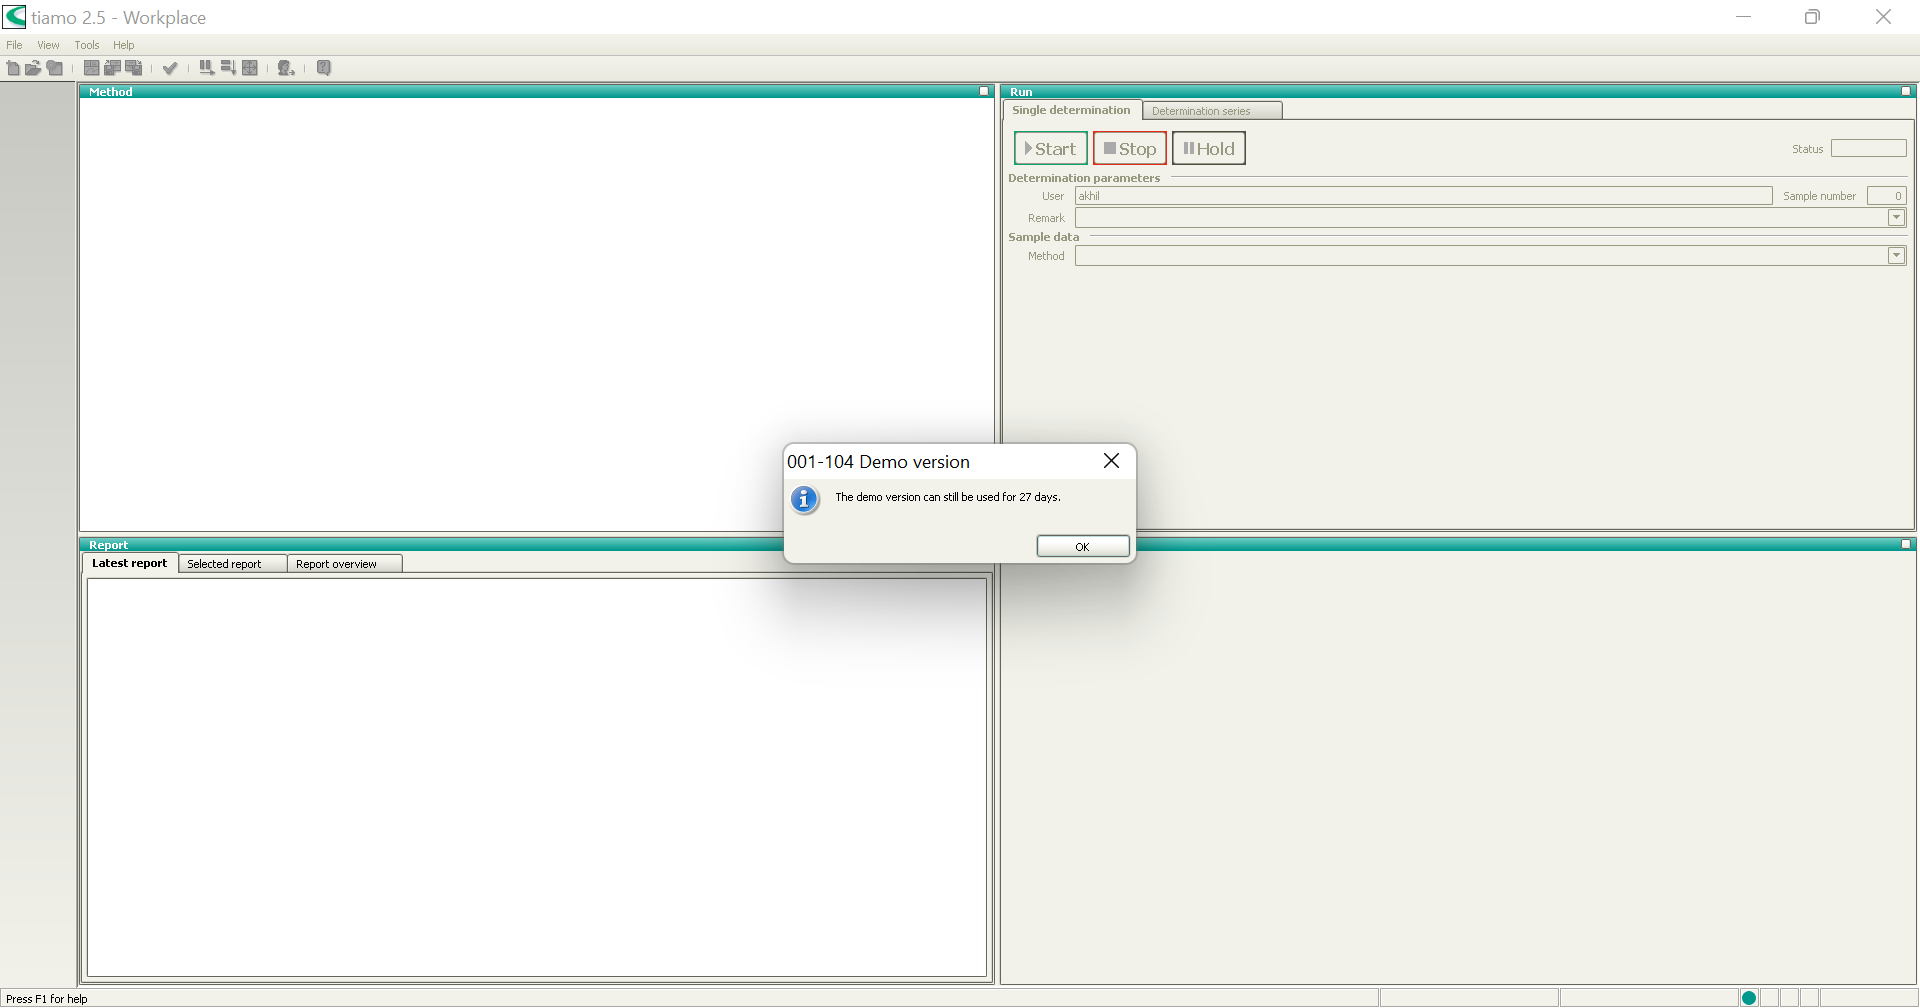 tiamo 2.5 - Workplace
File View Tools Help
Method
Run
Single determination Determination series
Start Stop Hold Status
Determination parameters
User akhil Sample number 0
Remark
Sample data
Method
001-104 Demo version
The demo version can still be used for 27 days.
OK
Report
Latest report Selected report Report overview
Press F1 for help